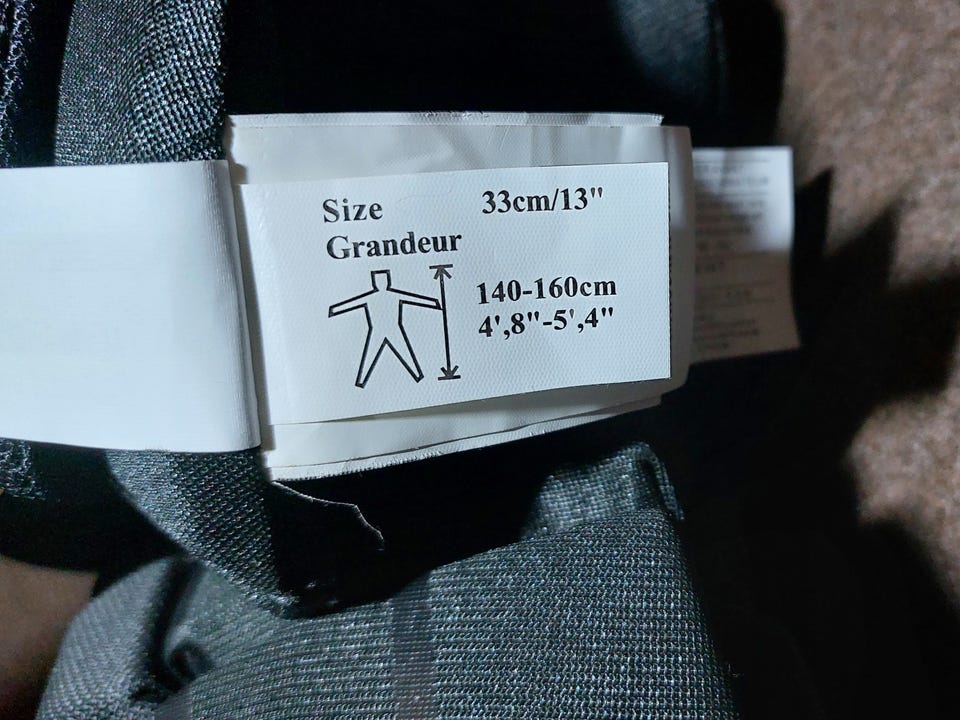 Size 33cm/13"
Grandeur
140-160cm
4',8"-5',4"